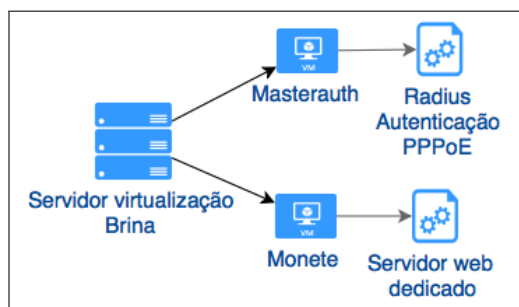 VM
Masterauth
Radius
Autenticação
PPPoE
Servidor virtualização
Brina
VM
Monete
Servidor web
dedicado